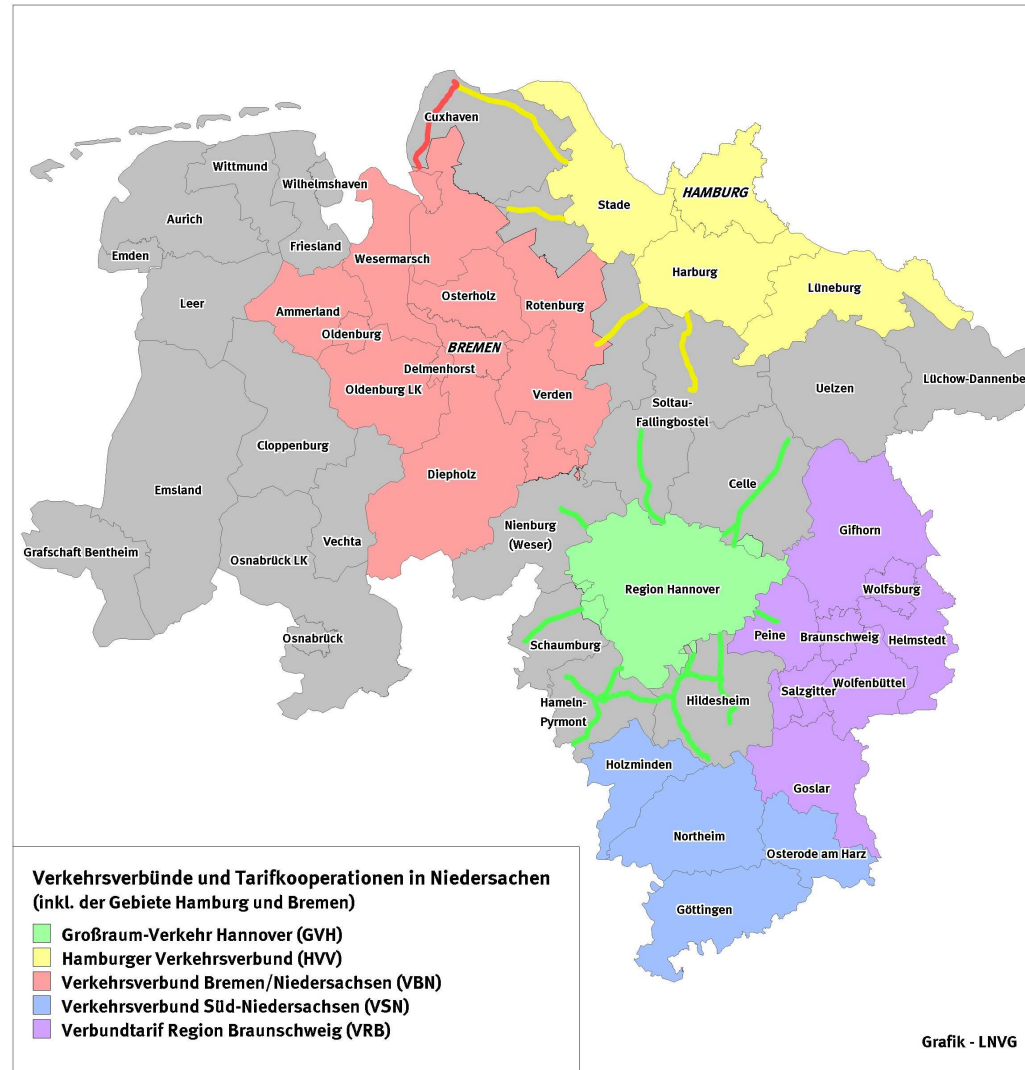 Cuxhaven
Wittmund
Wilhelmshaven
Aurich
Stade
HAMBURG
Emden
Friesland
Wesermarsch
Harburg
Lüneburg
Leer
Osterholz
Rotenburg
Ammerland
Oldenburg
BREMEN
Delmenhorst
Oldenburg LK
Verden
Uelzen
Lüchow-Dannenbe
Soltau-
Fallingbostel
Cloppenburg
Diepholz
Celle
Emsland
Nienburg
(Weser)
Gifhorn
Vechta
Grafschaft Bentheim
Osnabrück LK
Region Hannover
Wolfsburg
Osnabrück
Schaumburg
Peine
Braunschweig
Helmstedt
Salzgitter
Wolfenbüttel
Hameln-
Pyrmont
Hildesheim
Holzminden
Goslar
Northeim
Osterode am Harz
Göttingen
Verkehrsverbünde und Tarifkooperationen in Niedersachen
(inkl. der Gebiete Hamburg und Bremen)
Großraum-Verkehr Hannover (GVH)
Hamburger Verkehrsverbund (HVV)
Verkehrsverbund Bremen/Niedersachsen (VBN)
Verkehrsverbund Süd-Niedersachsen (VSN)
Verbundtarif Region Braunschweig (VRB)
Grafik - LNVG